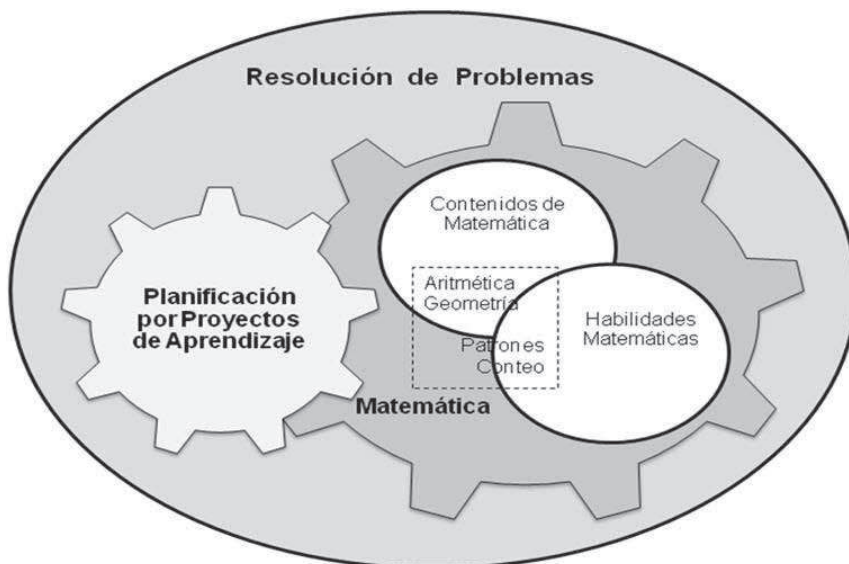 Resolución de Problemas
Contenidos de
Matemática
Aritmética
Geometría
Planificación
por Proyectos
de Aprendizaje
Habilidades
Matemáticas
Patrones
Conteo
Matemática